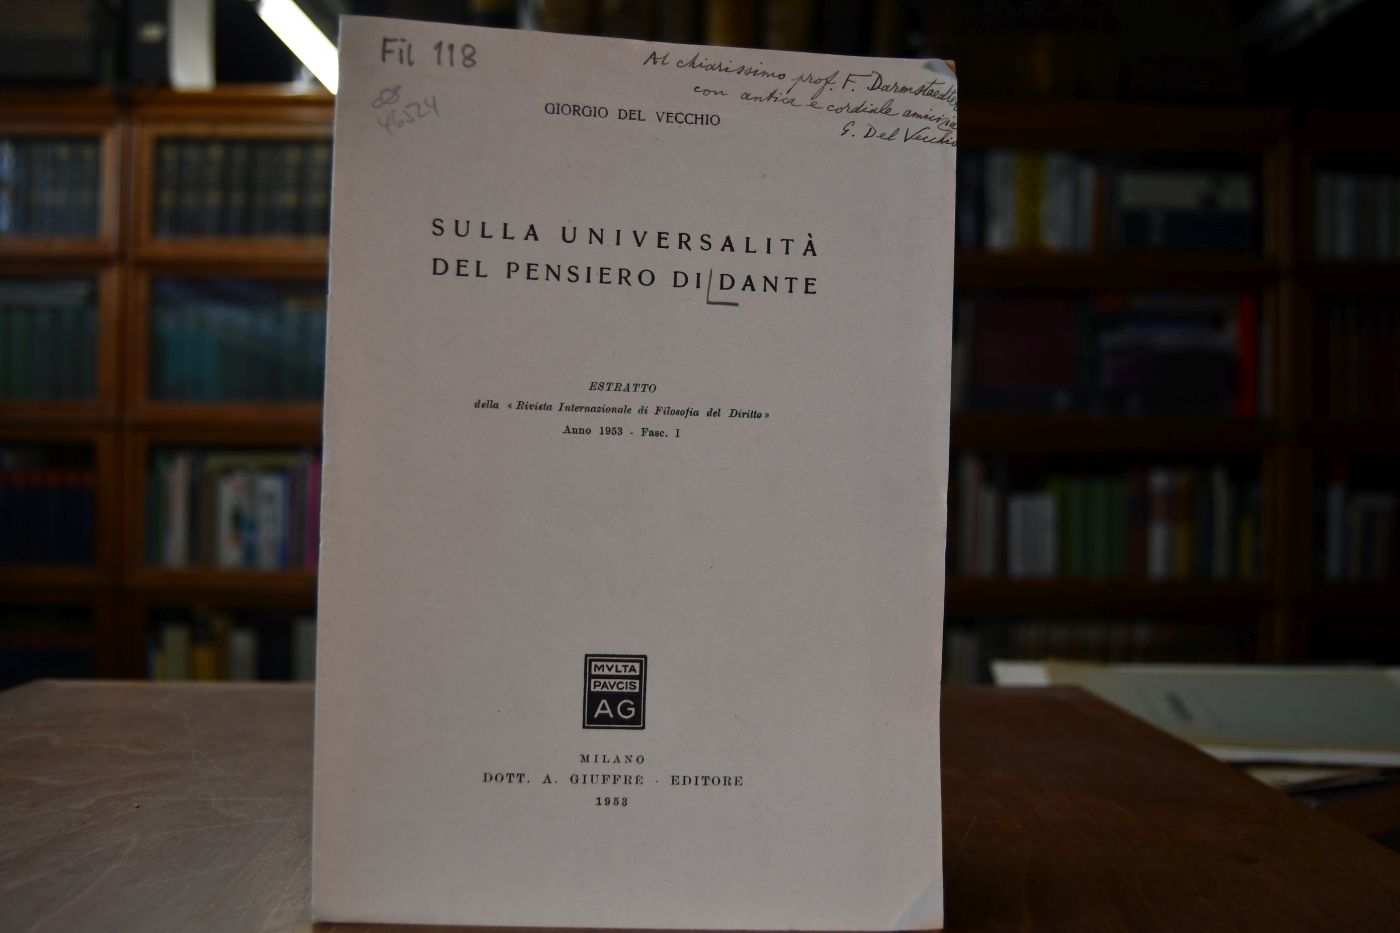 Fil 118
46524
Al chiarissimo prof. F. Darmstaedter
con antica e cordiale amicizia
G. Del Vecchio
GIORGIO DEL VECCHIO
SULLA UNIVERSALITÀ
DEL PENSIERO DI DANTE
ESTRATTO
della « Rivista Internazionale di Filosofia del Diritto »
Anno 1953 - Fasc. I
MVLTA
PAVCIS
AG
MILANO
DOTT. A. GIUFFRÈ - EDITORE
1953